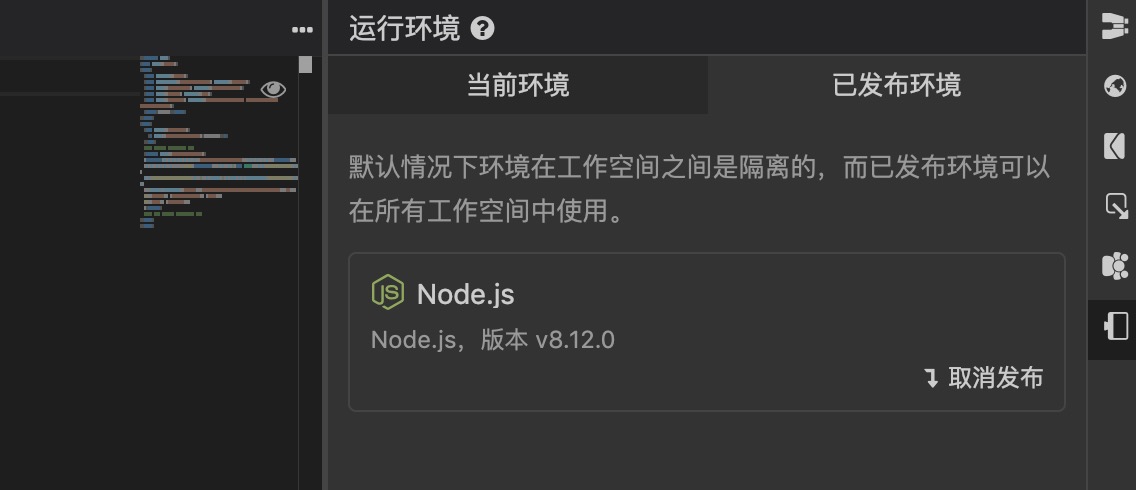 运行环境
当前环境
已发布环境
默认情况下环境在工作空间之间是隔离的，而已发布环境可以
在所有工作空间中使用。
Node.js
Node.js，版本 v8.12.0
取消发布